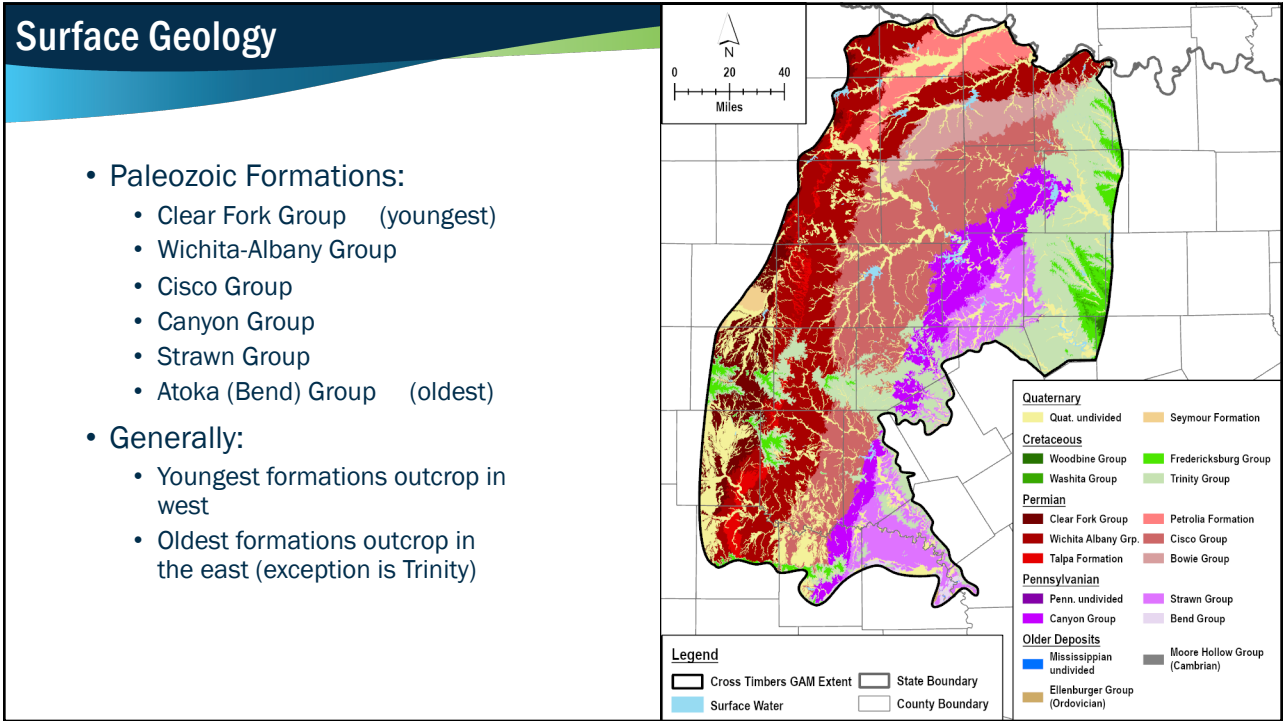 Surface Geology
• Paleozoic Formations:
• Clear Fork Group (youngest)
• Wichita-Albany Group
• Cisco Group
• Canyon Group
• Strawn Group
• Atoka (Bend) Group (oldest)
• Generally:
• Youngest formations outcrop in
west
• Oldest formations outcrop in
the east (exception is Trinity)
N
0 20 40
Miles
Legend
Cross Timbers GAM Extent
State Boundary
Surface Water
County Boundary
Quaternary
Quat. undivided
Seymour Formation
Cretaceous
Woodbine Group
Fredericksburg Group
Washita Group
Trinity Group
Permian
Clear Fork Group
Petrolia Formation
Wichita Albany Grp.
Cisco Group
Talpa Formation
Bowie Group
Pennsylvanian
Penn. undivided
Strawn Group
Canyon Group
Bend Group
Older Deposits
Mississippian
undivided
Moore Hollow Group
(Cambrian)
Ellenburger Group
(Ordovician)